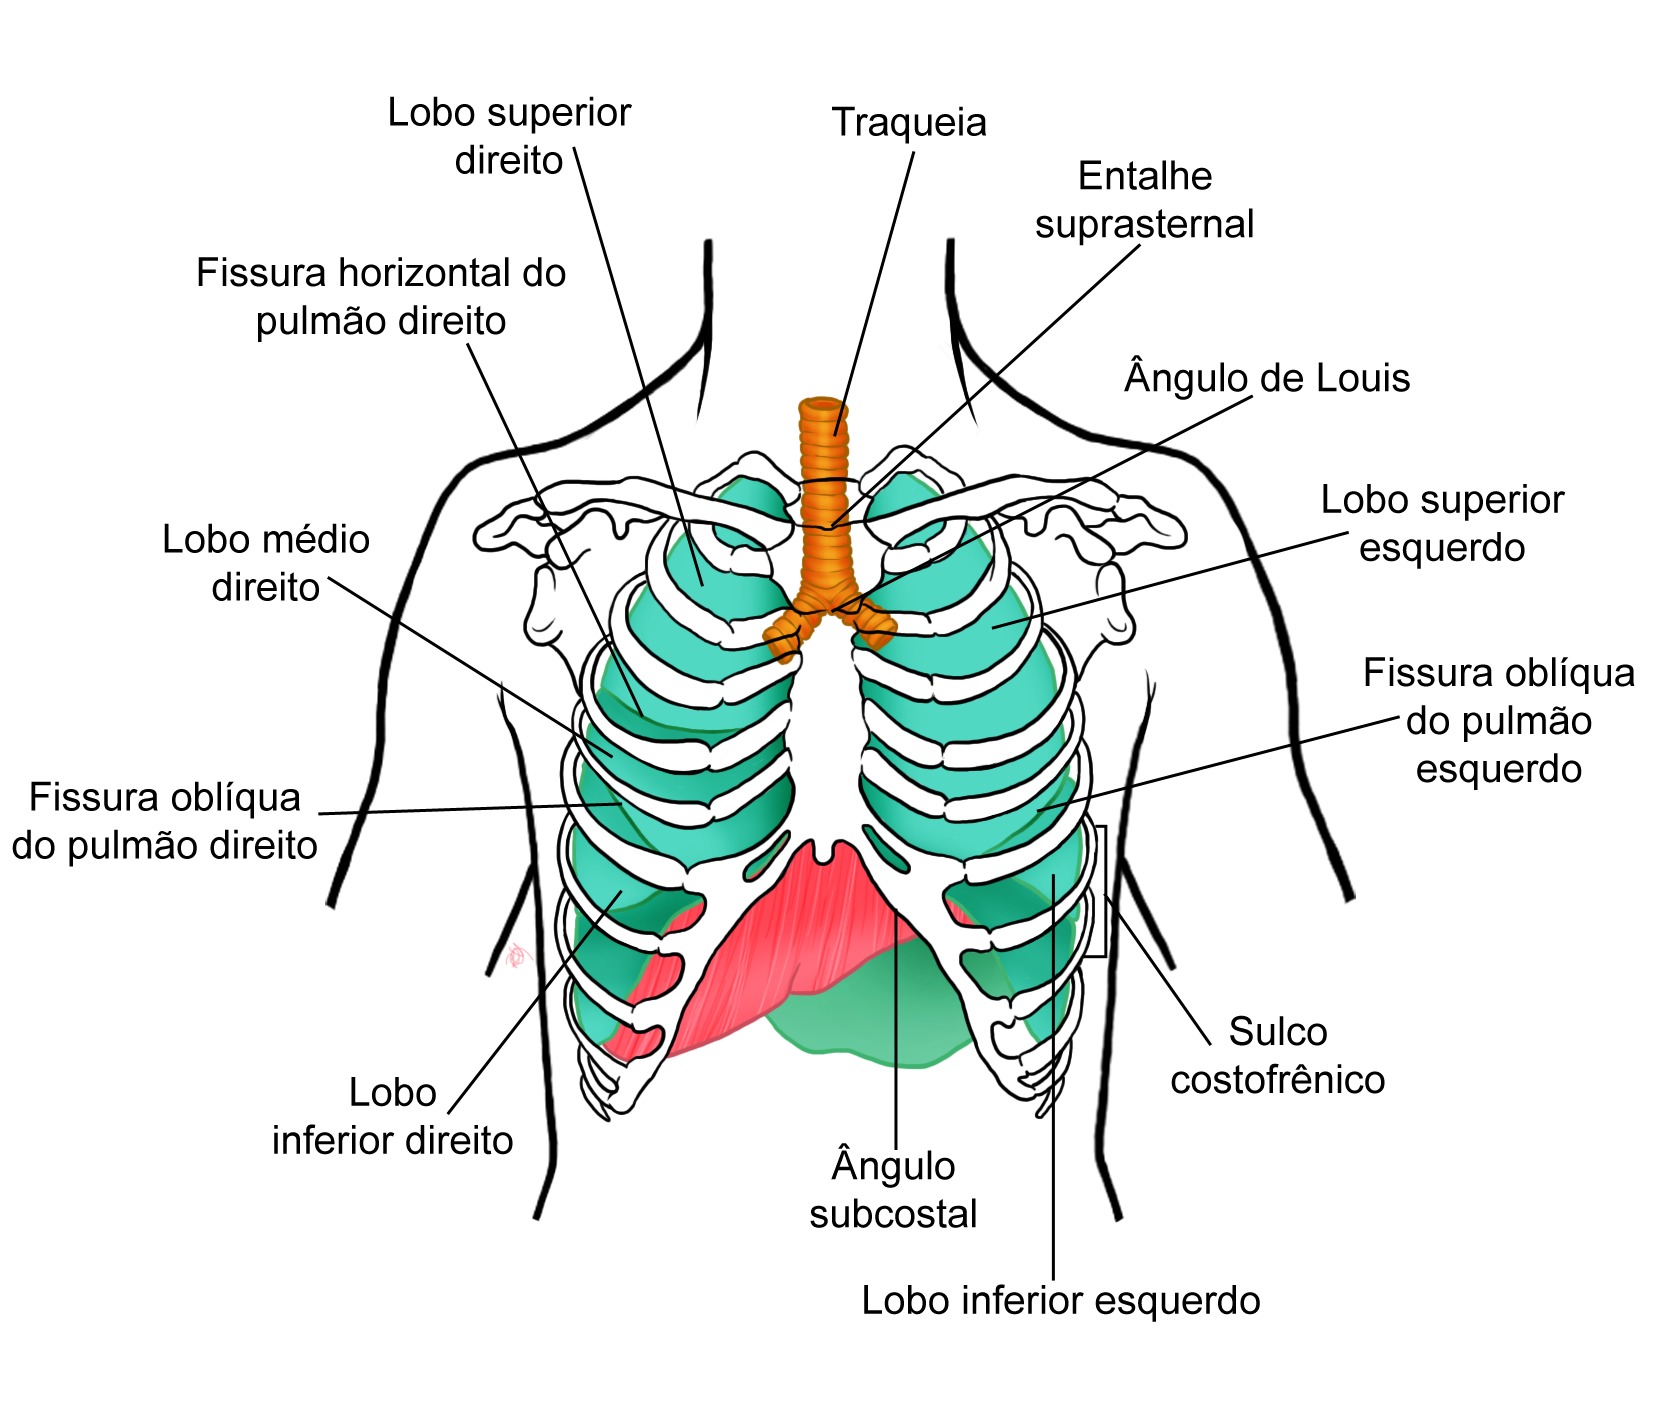 Lobo superior
direito
Traqueia
Entalhe
suprasternal
Fissura horizontal do
pulmão direito
Ângulo de Louis
Lobo superior
esquerdo
Lobo médio
direito
Fissura oblíqua
do pulmão
esquerdo
Fissura oblíqua
do pulmão direito
Sulco
costofrênico
Lobo
inferior direito
Ângulo
subcostal
Lobo inferior esquerdo